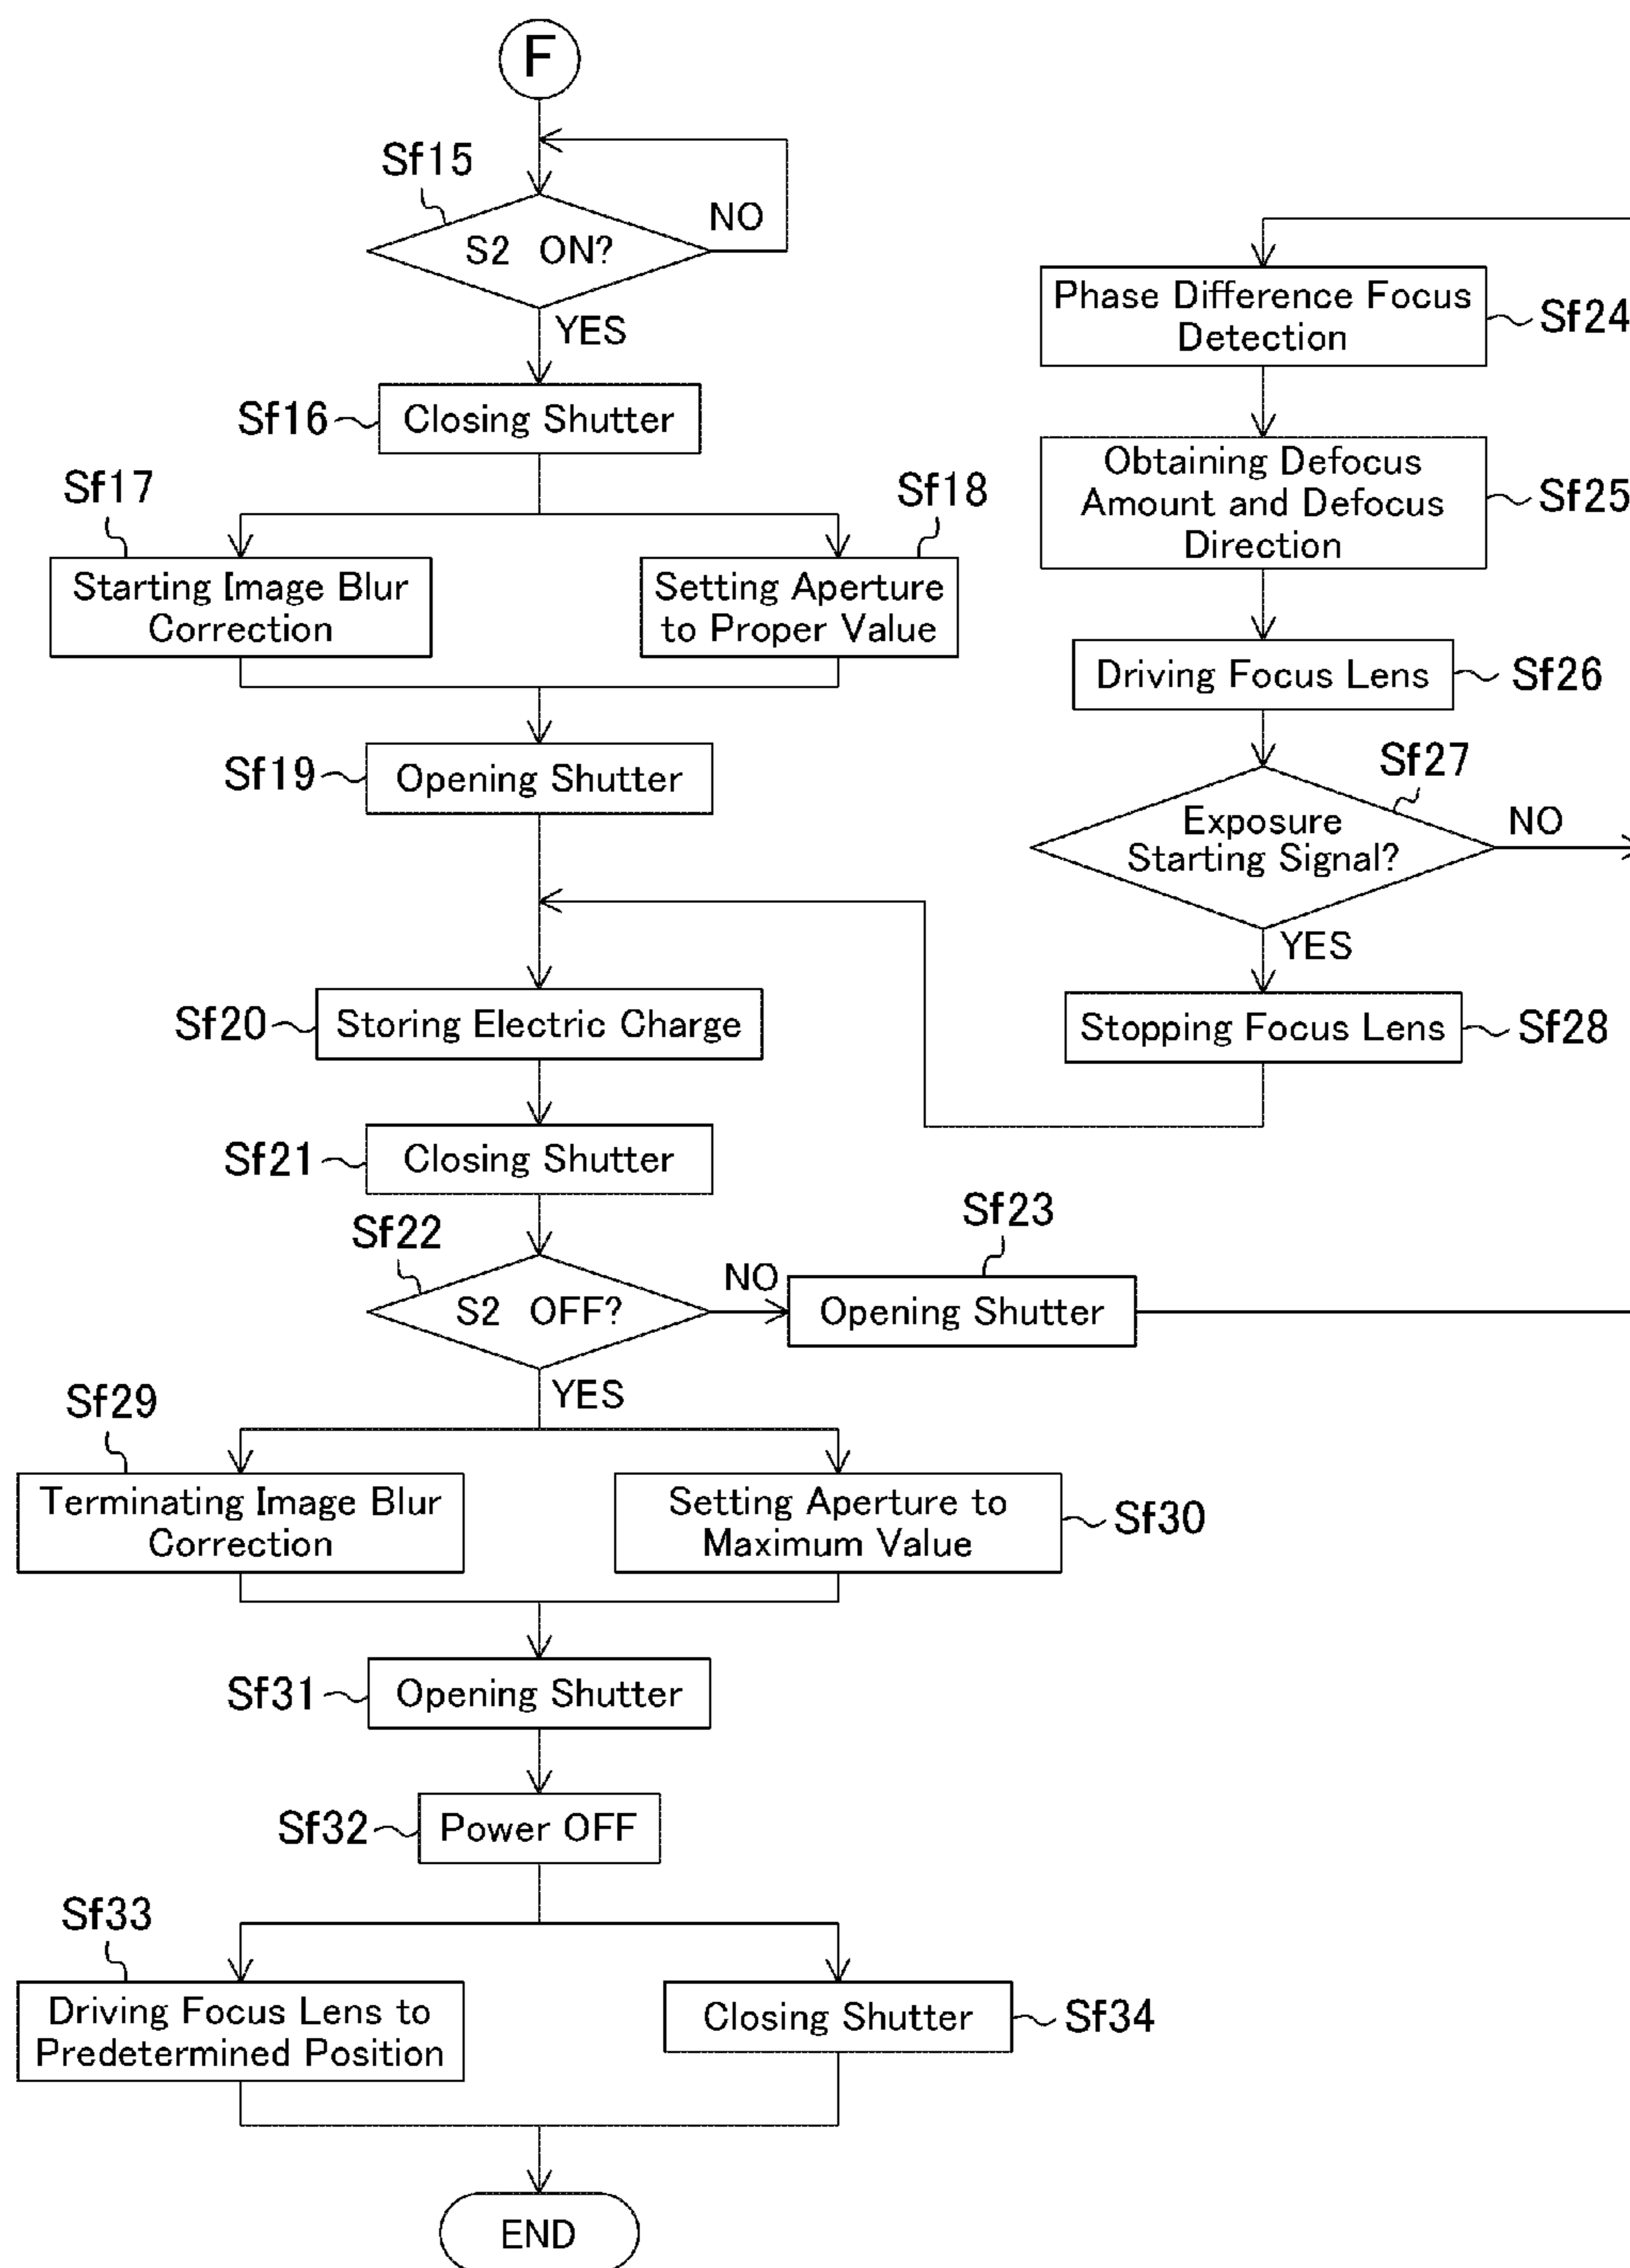 F
Sf15
S2 ON?
NO
YES
Sf16
Closing Shutter
Sf17
Starting Image Blur
Correction
Sf18
Setting Aperture
to Proper Value
Sf19
Opening Shutter
Sf20
Storing Electric Charge
Sf21
Closing Shutter
Sf22
S2 OFF?
NO
YES
Sf23
Opening Shutter
Phase Difference Focus
Detection
Sf24
Obtaining Defocus
Amount and Defocus
Direction
Sf25
Driving Focus Lens
Sf26
Sf27
Exposure
Starting Signal?
NO
YES
Stopping Focus Lens
Sf28
Sf29
Terminating Image Blur
Correction
Setting Aperture to
Maximum Value
Sf30
Sf31
Opening Shutter
Sf32
Power OFF
Sf33
Driving Focus Lens to
Predetermined Position
Closing Shutter
Sf34
END